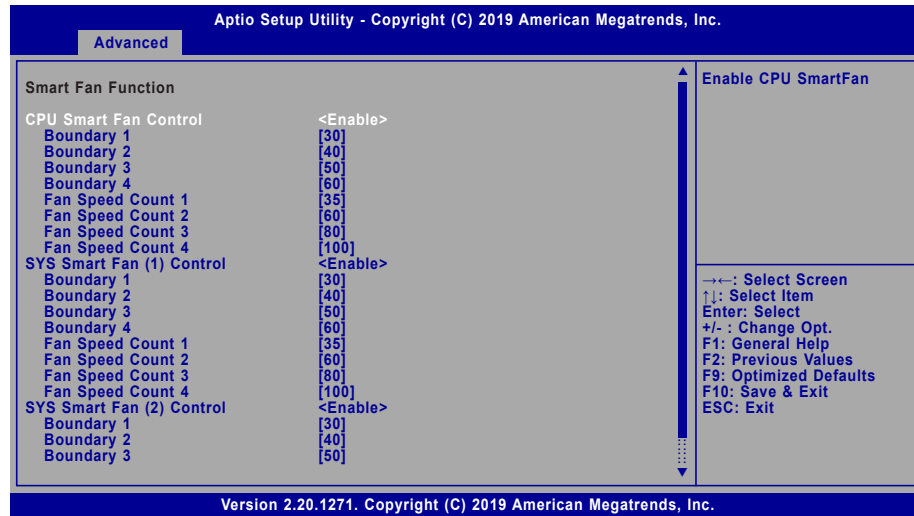 Aptio Setup Utility - Copyright (C) 2019 American Megatrends, Inc.
Advanced
Smart Fan Function
CPU Smart Fan Control <Enable>
Boundary 1 [30]
Boundary 2 [40]
Boundary 3 [50]
Boundary 4 [60]
Fan Speed Count 1 [35]
Fan Speed Count 2 [60]
Fan Speed Count 3 [80]
Fan Speed Count 4 [100]
SYS Smart Fan (1) Control <Enable>
Boundary 1 [30]
Boundary 2 [40]
Boundary 3 [50]
Boundary 4 [60]
Fan Speed Count 1 [35]
Fan Speed Count 2 [60]
Fan Speed Count 3 [80]
Fan Speed Count 4 [100]
SYS Smart Fan (2) Control <Enable>
Boundary 1 [30]
Boundary 2 [40]
Boundary 3 [50]
Enable CPU SmartFan
→←: Select Screen
↑↓: Select Item
Enter: Select
+/- : Change Opt.
F1: General Help
F2: Previous Values
F9: Optimized Defaults
F10: Save & Exit
ESC: Exit
Version 2.20.1271. Copyright (C) 2019 American Megatrends, Inc.